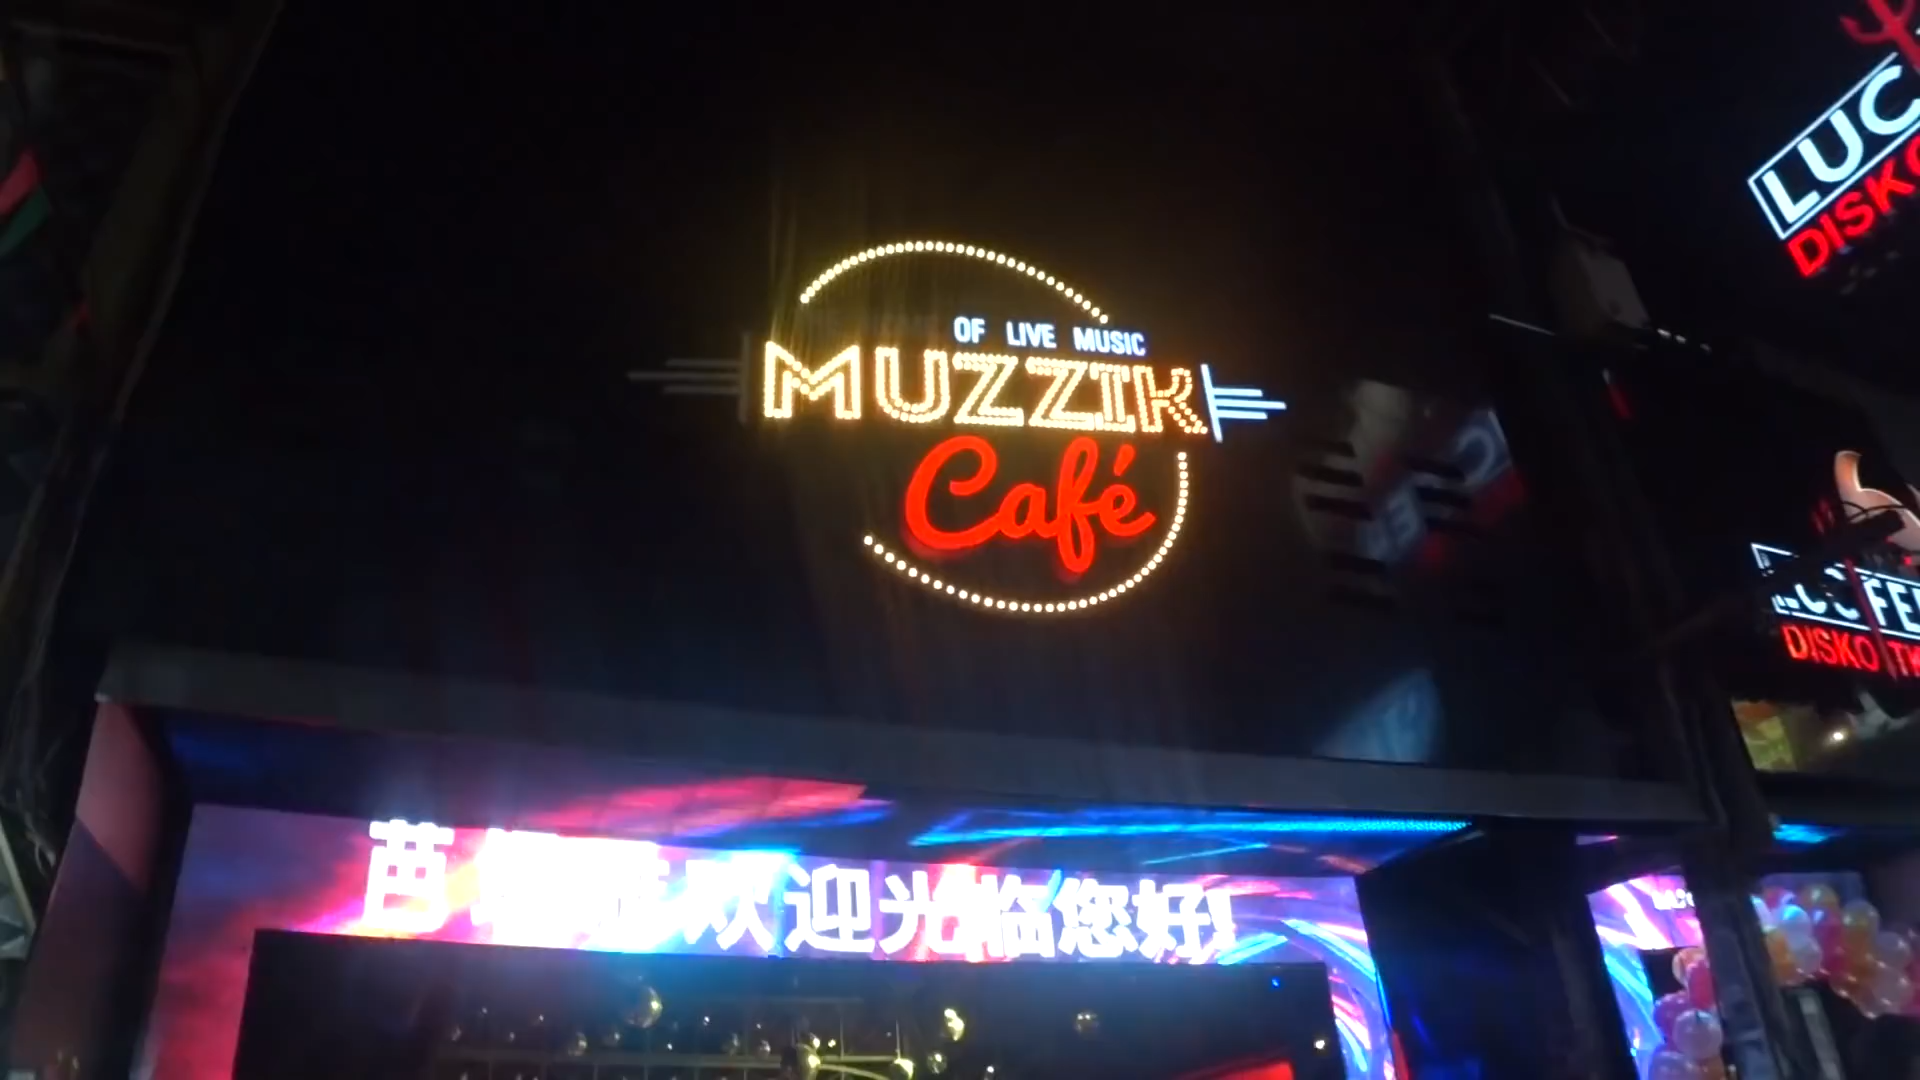 OF LIVE MUSIC
MUZZIK
Café
LUC
DISKO
DISKO
芭 欢迎光临您好!